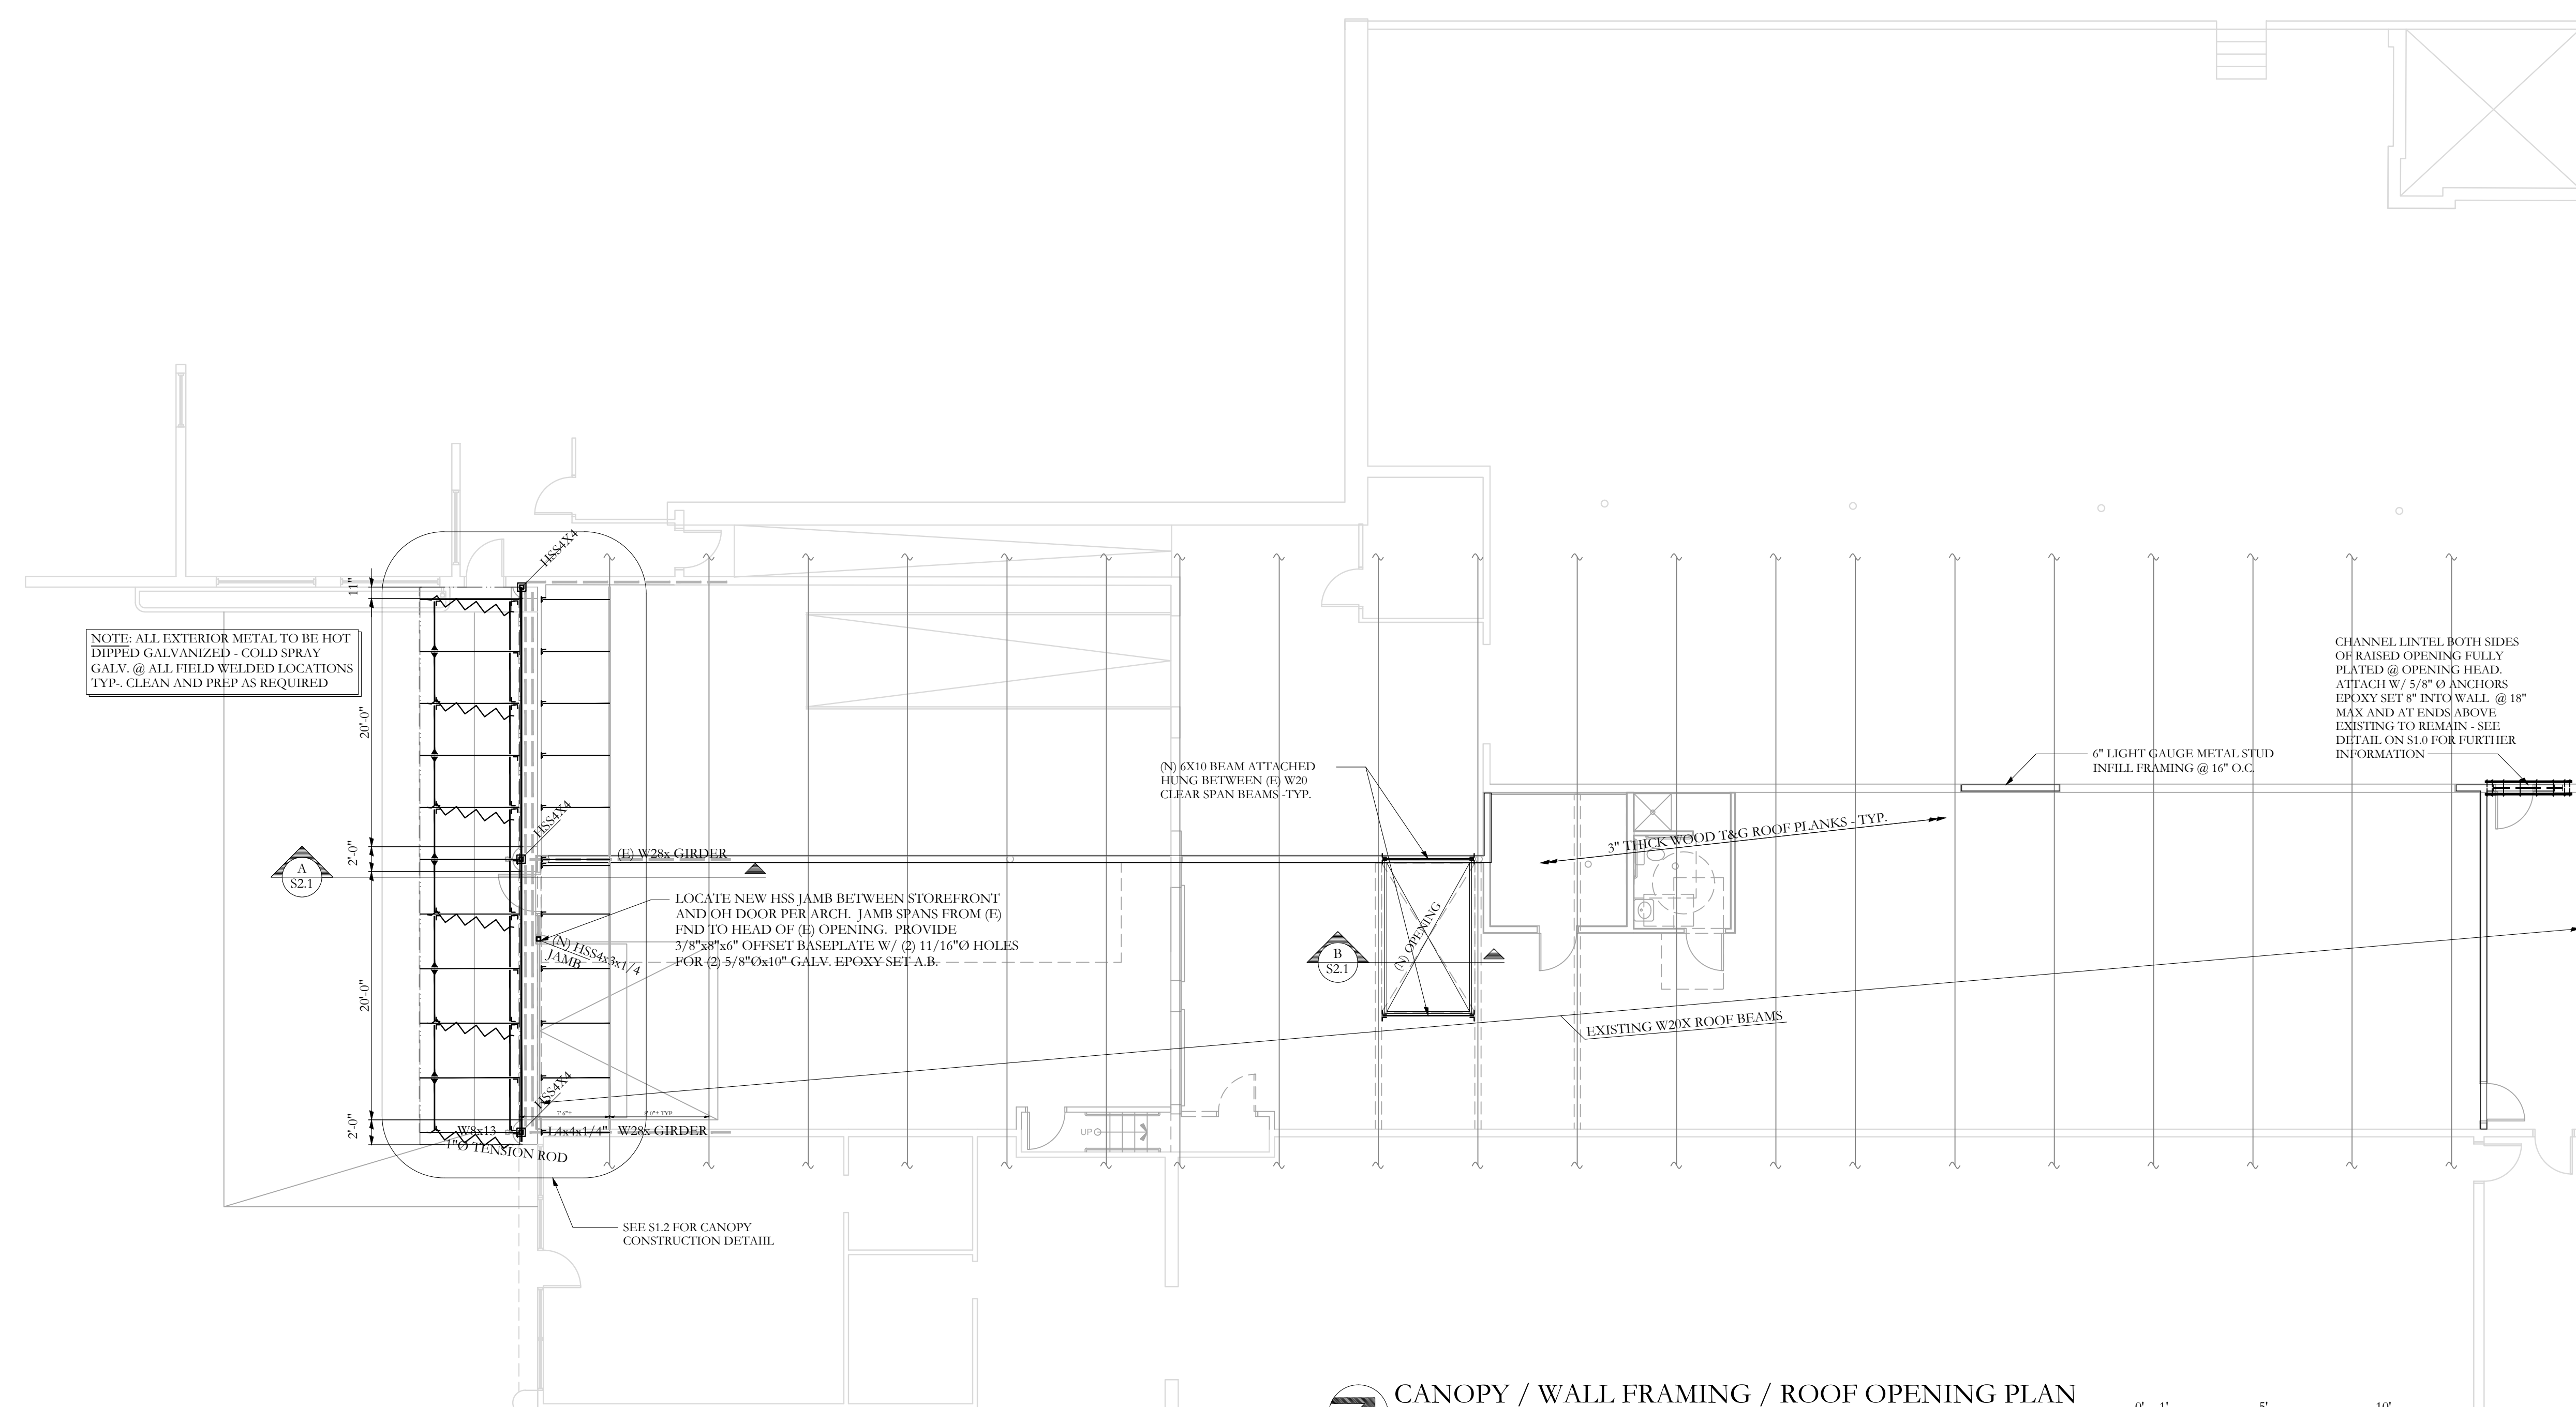 HSS4X4
11"
NOTE: ALL EXTERIOR METAL TO BE HOT
DIPPED GALVANIZED - COLD SPRAY
GALV. @ ALL FIELD WELDED LOCATIONS
TYP-. CLEAN AND PREP AS REQUIRED
20'-0"
CHANNEL LINTEL BOTH SIDES
OF RAISED OPENING FULLY
PLATED @ OPENING HEAD.
ATTACH W/ 5/8" Ø ANCHORS
EPOXY SET 8" INTO WALL @ 18"
MAX AND AT ENDS ABOVE
EXISTING TO REMAIN - SEE
DETAIL ON S1.0 FOR FURTHER
INFORMATION
6" LIGHT GAUGE METAL STUD
INFILL FRAMING @ 16" O.C.
(N) 6X10 BEAM ATTACHED
HUNG BETWEEN (E) W20
CLEAR SPAN BEAMS -TYP.
HSS4X4
3" THICK WOOD T&G ROOF PLANKS - TYP.
2'-0"
(E) W28x GIRDER
A
S2.1
LOCATE NEW HSS JAMB BETWEEN STOREFRONT
AND OH DOOR PER ARCH. JAMB SPANS FROM (E)
FND TO HEAD OF (E) OPENING. PROVIDE
3/8"x8"x6" OFFSET BASEPLATE W/ (2) 11/16"Ø HOLES
FOR (2) 5/8"Øx10" GALV. EPOXY SET A.B.
(N) HSS4x3x1/4
JAMB
(N) OPENING
B
S2.1
20'-0"
EXISTING W20X ROOF BEAMS
HSS4X4
7'6"±
TYP.
2'-0"
W8x13
L4x4x1/4"
W28x GIRDER
1"Ø TENSION ROD
UP
SEE S1.2 FOR CANOPY
CONSTRUCTION DETAIIL
CANOPY / WALL FRAMING / ROOF OPENING PLAN
0' 1' 5' 10'